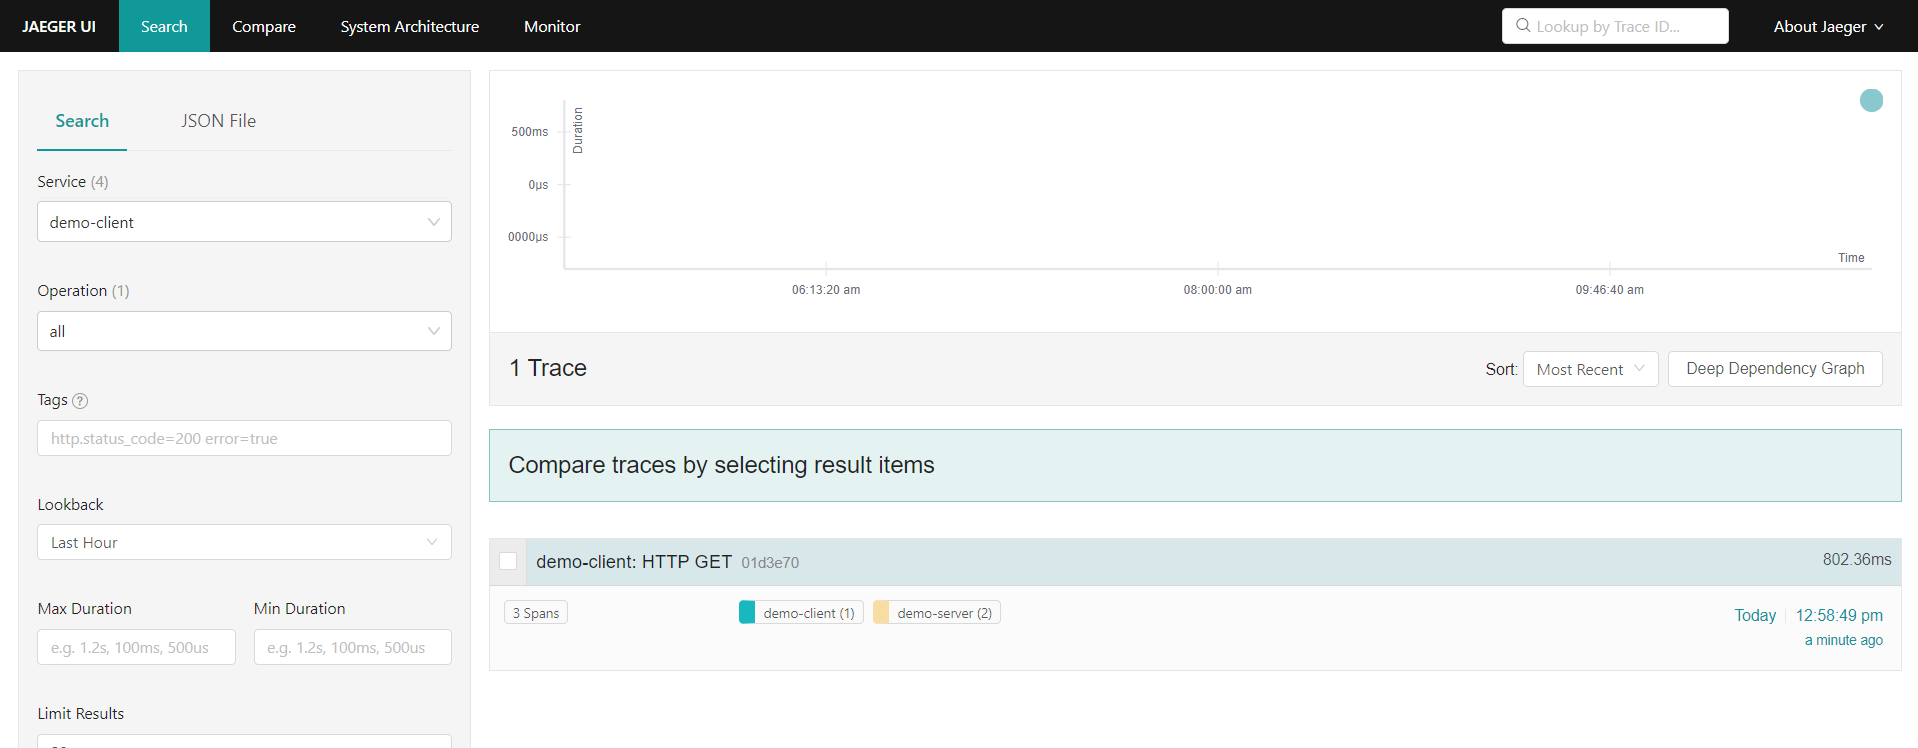 JAEGER UI Search Compare System Architecture Monitor Lookup by Trace ID... About Jaeger
Search JSON File
Service (4)
demo-client
Operation (1)
all
Tags ?
http.status_code=200 error=true
Lookback
Last Hour
Max Duration Min Duration
e.g. 1.2s, 100ms, 500us e.g. 1.2s, 100ms, 500us
Limit Results
Duration
500ms
0µs
0000µs
Time
06:13:20 am 08:00:00 am 09:46:40 am
1 Trace Sort: Most Recent Deep Dependency Graph
Compare traces by selecting result items
demo-client: HTTP GET 01d3e70 802.36ms
3 Spans demo-client (1) demo-server (2) Today 12:58:49 pm
a minute ago